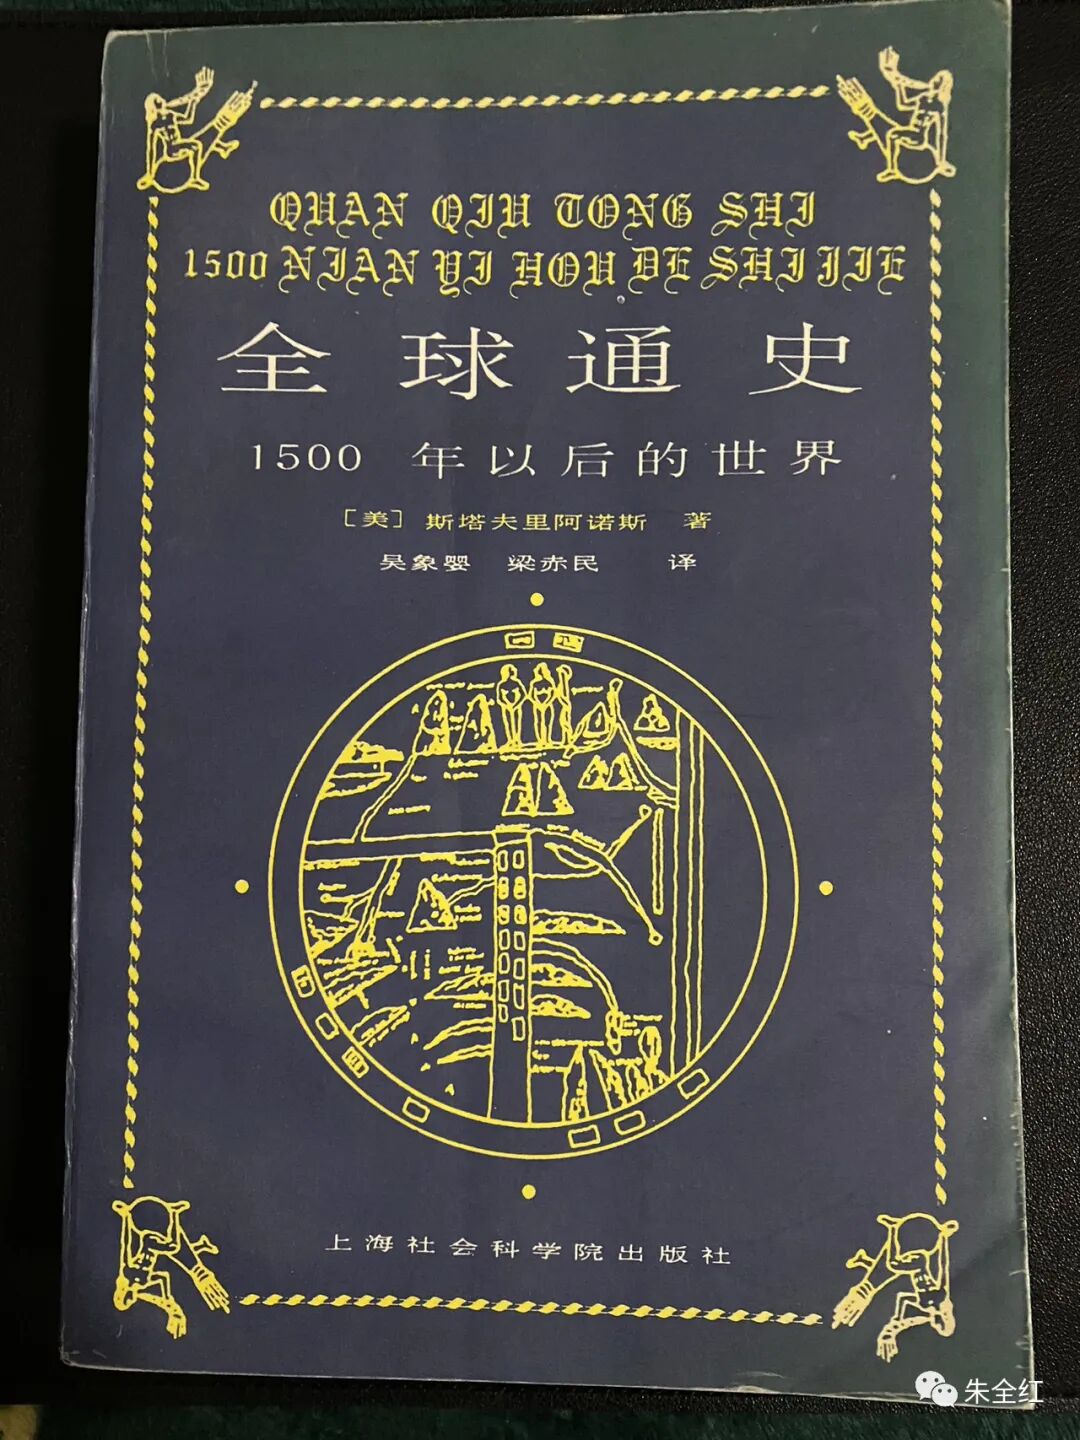 QUAN QIU TONG SHI
1500 NIAN YI HOU DE SHI JIE
全球通史
1500 年以后的世界
［美］斯塔夫里阿诺斯 著
吴象婴 梁赤民 译
上海社会科学院出版社
朱全红